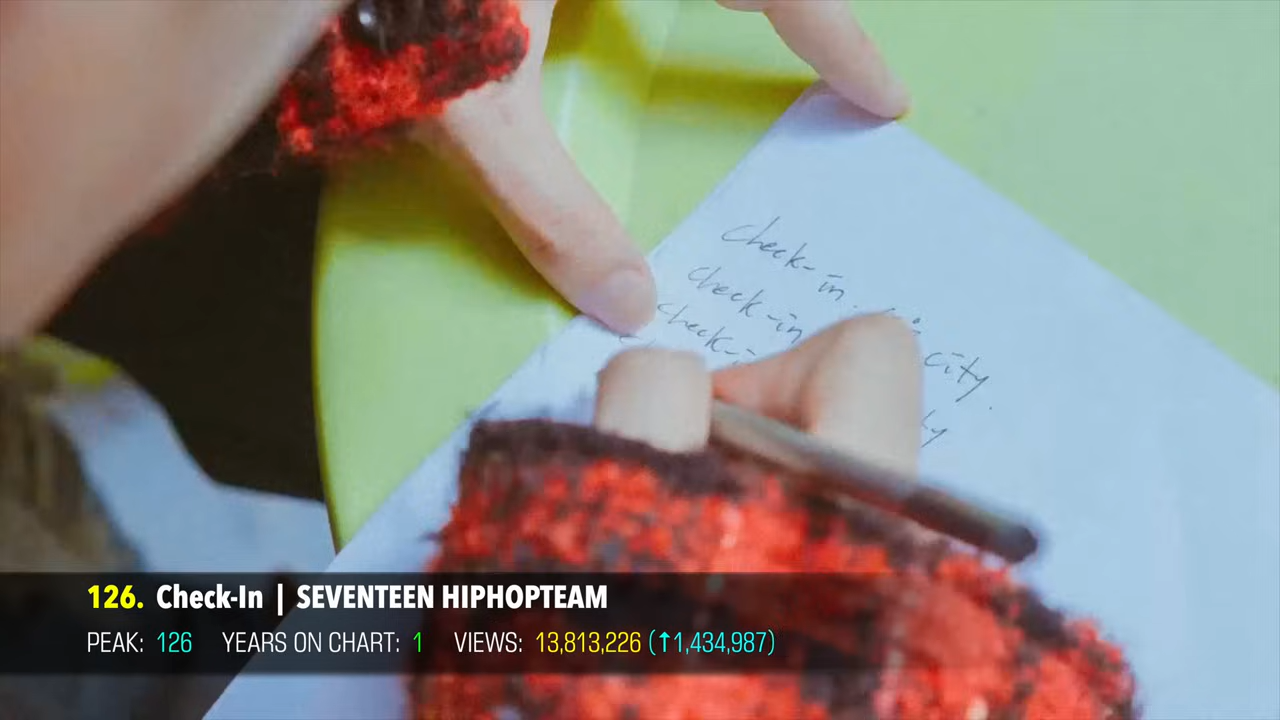 Check-in.
Check-in city.
Check-i
126. Check-In | SEVENTEEN HIPHOPTEAM
PEAK: 126 YEARS ON CHART: 1 VIEWS: 13,813,226 (↑1,434,987)